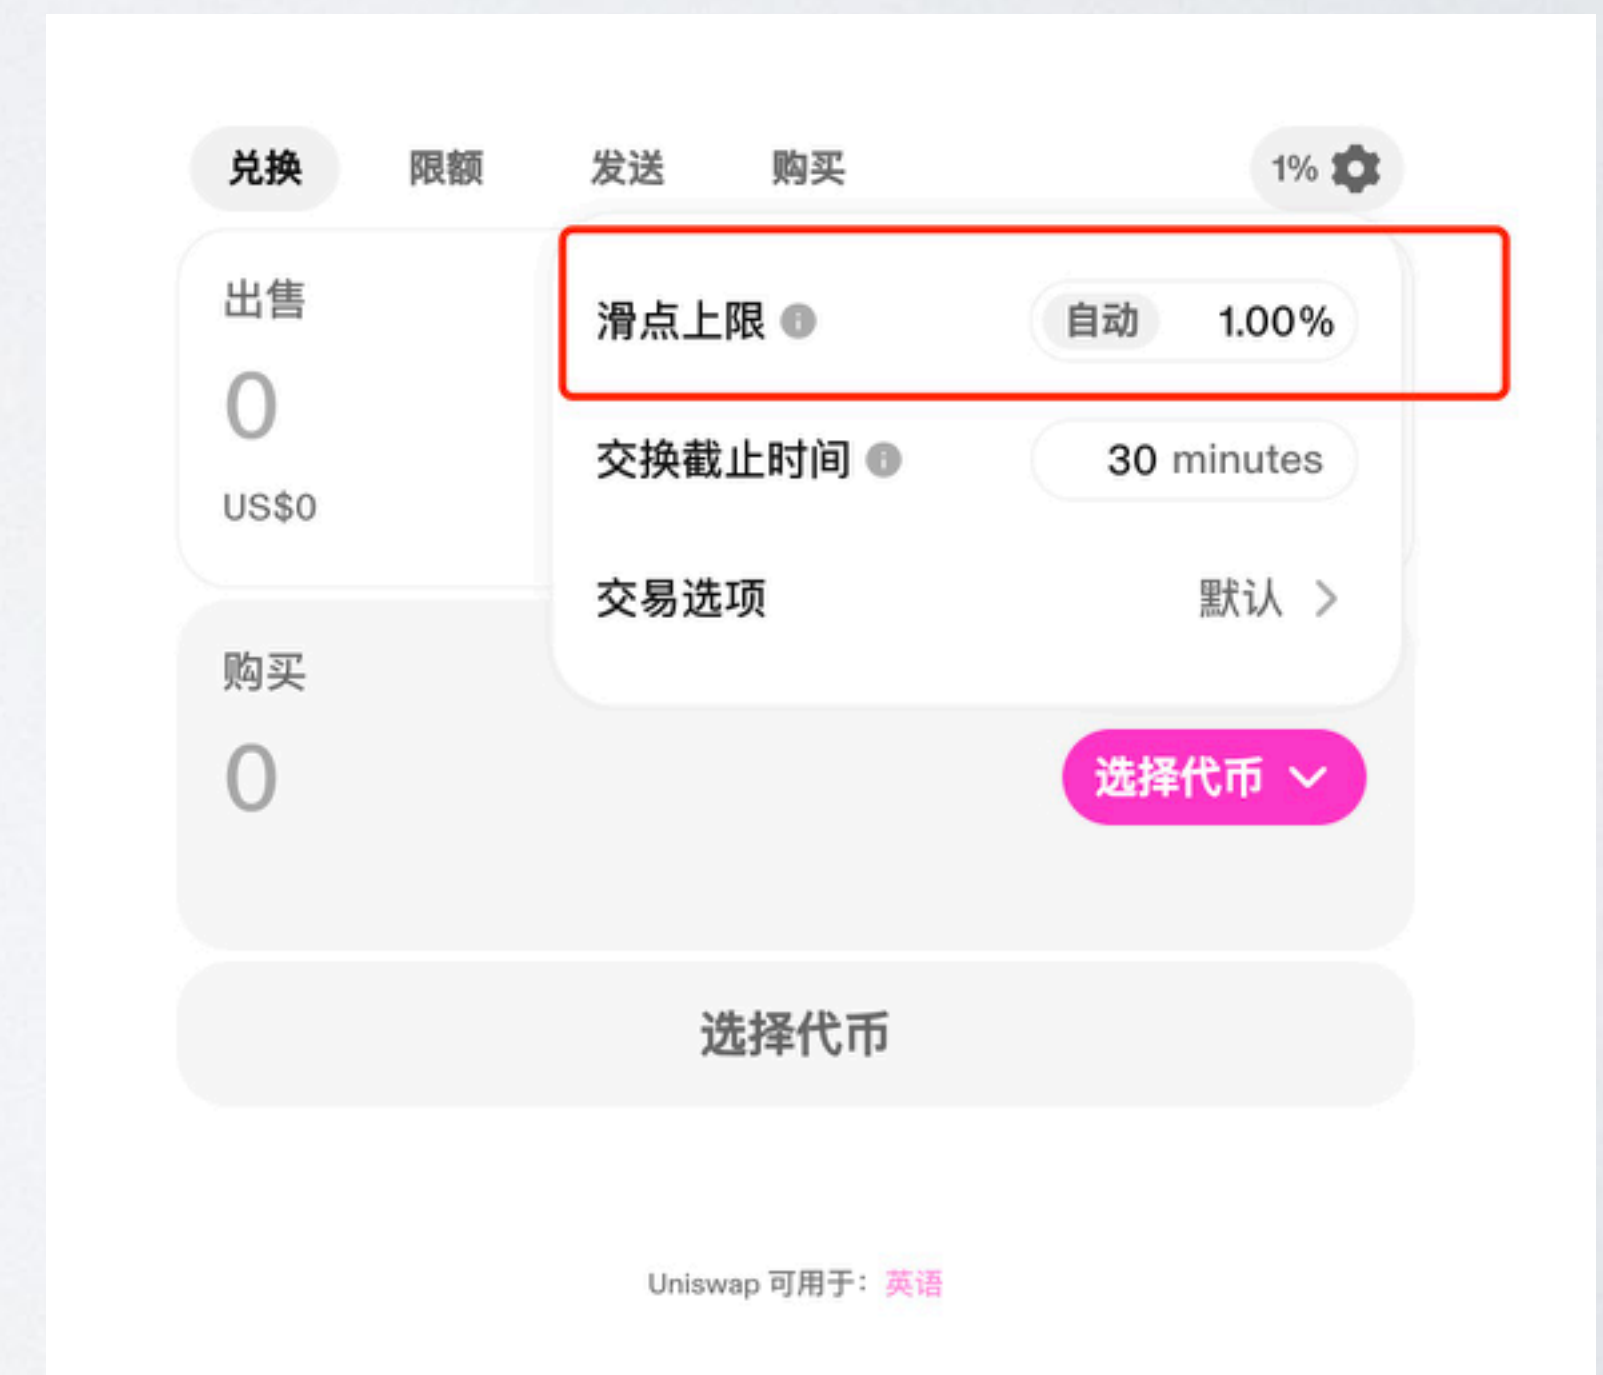 兑换 限额 发送 购买 1%
出售
0
US$0
滑点上限 自动 1.00%
交换截止时间 30 minutes
交易选项 默认
购买
0
选择代币
选择代币
Uniswap 可用于：英语